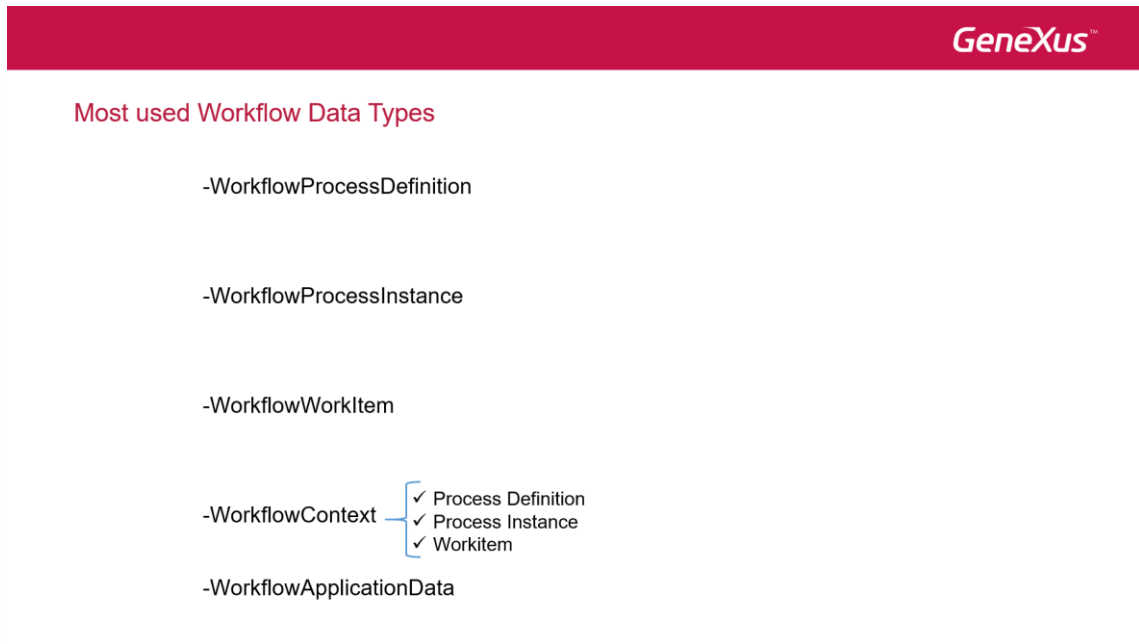 GeneXus™
Most used Workflow Data Types
-WorkflowProcessDefinition
-WorkflowProcessInstance
-WorkflowWorkItem
-WorkflowContext
✓ Process Definition
✓ Process Instance
✓ Workitem
-WorkflowApplicationData